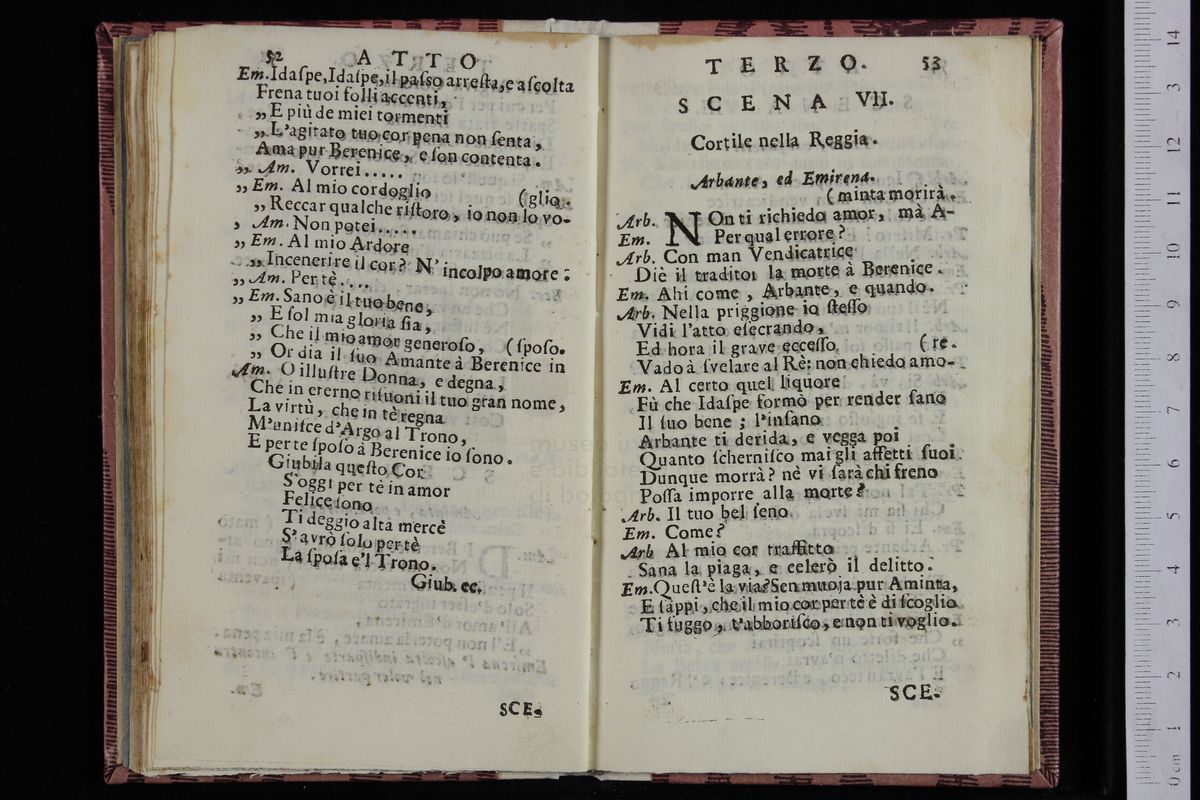 52 ATTO
Em. Idaſpe, Idaſpe, il paſſo arreſta, e aſcolta
Frena tuoi folli accenti,
„ E più de miei tormenti
„ L'agitato tuo cor pena non ſenta,
Ama pur Berenice, e ſon contenta.
„ Am. Vorrei.....
„ Em. Al mio cordoglio (glio.
„ Reccar qualche riſtoro, io non lo vo-
, Am. Non potei.....
„ Em. Al mio Ardore
„ Incenerire il cor? N'incolpo amore:
„ Am. Per tè....
„ Em. Sano è il tuo bene,
„ E ſol mia gloria ſia,
„ Che il mio amor generoſo, (ſpoſo.
„ Or dia il ſuo Amante à Berenice in
Am. O illuſtre Donna, e degna,
Che in eterno riſuoni il tuo gran nome,
La virtù, che in tè regna
M'uniſce d'Argo al Trono,
E per te ſpoſo à Berenice io ſono.
Giubila queſto Cor
S'oggi per tè in amor
Felice ſono
Ti deggio alta mercè
S'avrò ſolo per tè
La ſpoſa e'l Trono.
Giub. ec.
SCE.
TERZO. 53
SCENA VII.
Cortile nella Reggia.
Arbante, ed Emirena.
(minta morirà.
Arb. NOn ti richiedo amor, mà A-
Em. Per qual errore?
Arb. Con man Vendicatrice
Diè il traditor la morte à Berenice.
Em. Ahi come, Arbante, e quando.
Arb. Nella priggione io ſteſſo
Vidi l'atto eſecrando,
Ed hora il grave ecceſſo (re.
Vado à ſvelare al Rè: non chiedo amo-
Em. Al certo quel liquore
Fù che Idaſpe formò per render ſano
Il ſuo bene; l'inſano
Arbante ti derida, e vegga poi
Quanto ſcherniſco mai gli affetti ſuoi.
Dunque morrà? nè vi ſarà chi freno
Poſſa imporre alla morte?
Arb. Il tuo bel ſeno.
Em. Come?
Arb Al mio cor traffitto
Sana la piaga, e celerò il delitto.
Em. Queſt'è la via? Sen muoja pur Aminta,
E ſappi, che il mio cor per tè è di ſcoglio
Ti fuggo, t'abboriſco, e non ti voglio.
SCE.